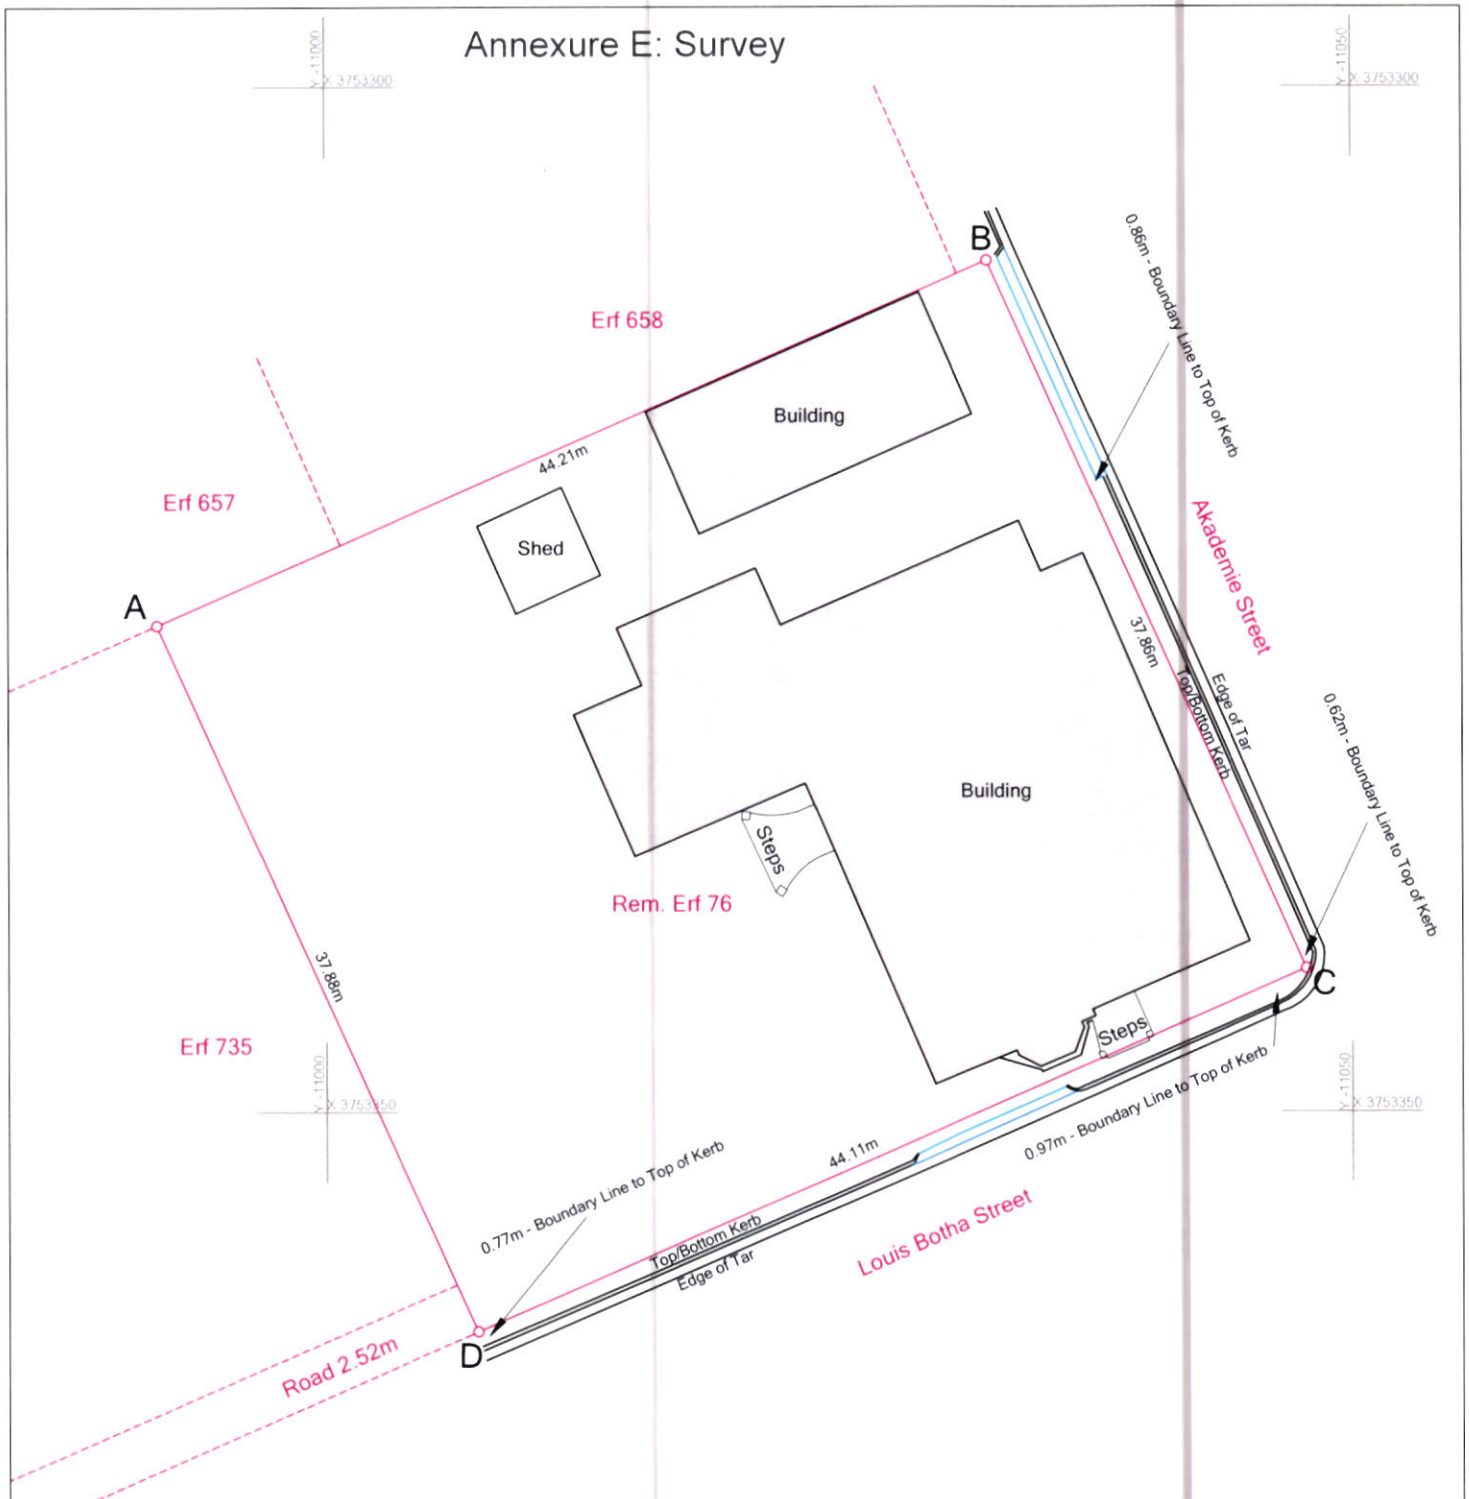 Annexure E: Survey
Y -11000
X 3753300
Y -11050
X 3753300
B
0.86m - Boundary Line to Top of Kerb
Erf 658
Building
44.21m
Erf 657
Shed
Akademie Street
A
37.86m
Edge of Tar
Top/Bottom Kerb
0.62m - Boundary Line to Top of Kerb
Building
Steps
Rem. Erf 76
37.88m
C
Steps
Erf 735
Y -11000
X 3753350
Y -11050
X 3753350
0.97m - Boundary Line to Top of Kerb
44.11m
0.77m - Boundary Line to Top of Kerb
Top/Bottom Kerb
Edge of Tar
Louis Botha Street
D
Road 2.52m